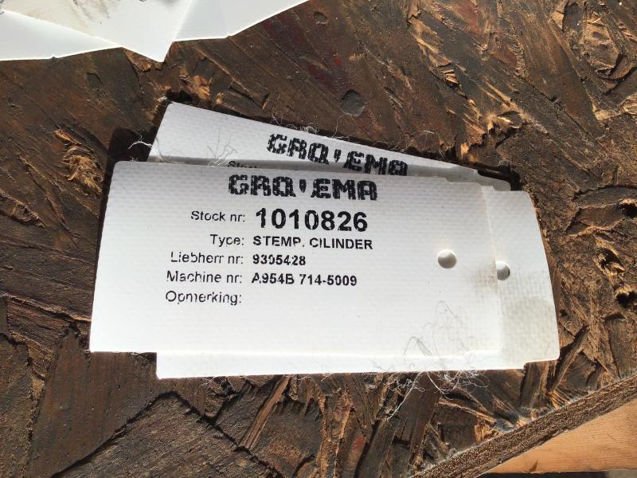 GRO'EMA
Stock
GRO'EMA
Stock nr: 1010826
Type: STEMP. CILINDER
Liebherr nr: 9305428
Machine nr: A954B 714-5009
Opmerking: